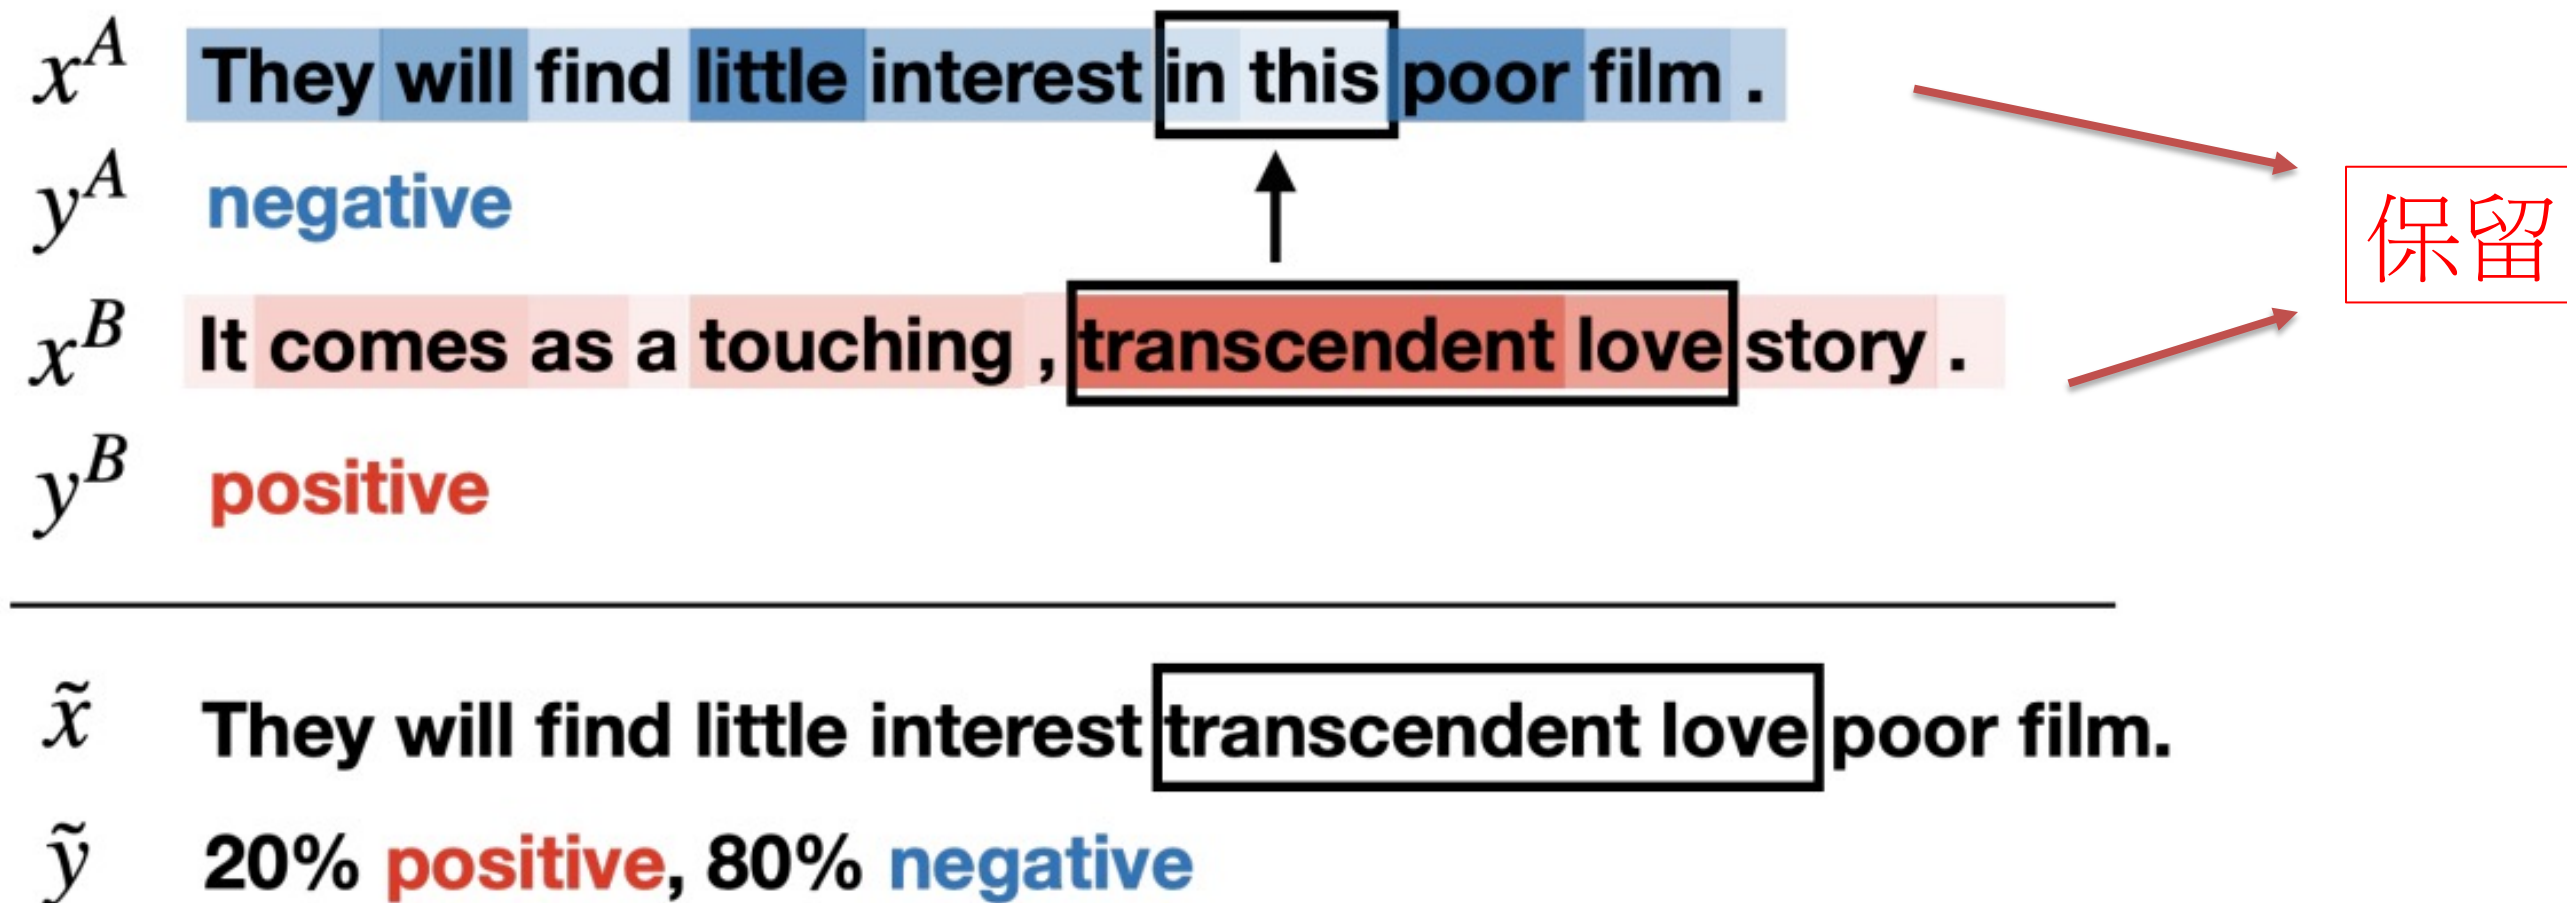 x^A They will find little interest in this poor film .
y^A negative
保留
x^B It comes as a touching , transcendent love story .
y^B positive
x̃ They will find little interest transcendent love poor film.
ỹ 20% positive, 80% negative